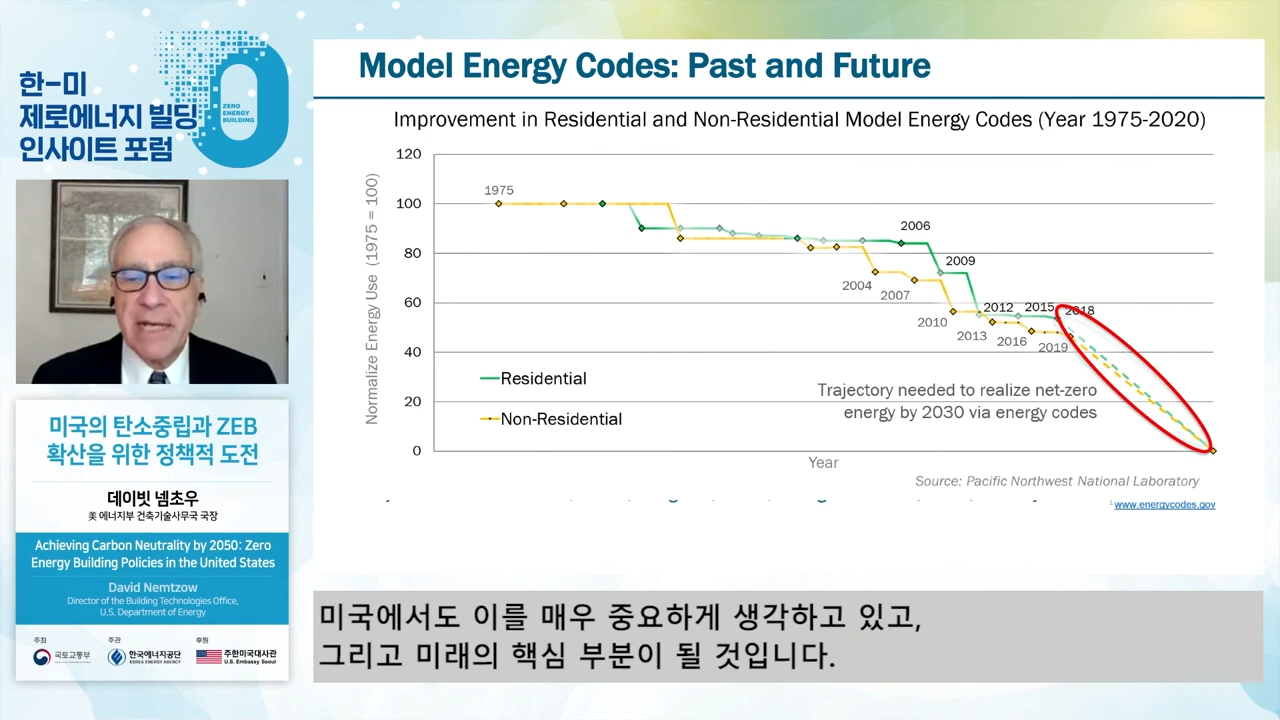 한-미
제로에너지 빌딩
인사이트 포럼
ZERO
ENERGY
BUILDING
미국의 탄소중립과 ZEB
확산을 위한 정책적 도전
데이빗 넴초우
美 에너지부 건축기술사무국 국장
Achieving Carbon Neutrality by 2050: Zero
Energy Building Policies in the United States
David Nemtzow
Director of the Building Technologies Office,
U.S. Department of Energy
주최
국토교통부
주관
한국에너지공단
KOREA ENERGY AGENCY
후원
주한미국대사관
U.S. Embassy Seoul
Model Energy Codes: Past and Future
Improvement in Residential and Non-Residential Model Energy Codes (Year 1975-2020)
Normalize Energy Use (1975 = 100)
120
100
80
60
40
20
0
1975
2006
2009
2004
2007
2010
2012
2015
2018
2013
2016
2019
Residential
Non-Residential
Trajectory needed to realize net-zero
energy by 2030 via energy codes
Year
Source: Pacific Northwest National Laboratory
1 www.energycodes.gov
미국에서도 이를 매우 중요하게 생각하고 있고,
그리고 미래의 핵심 부분이 될 것입니다.